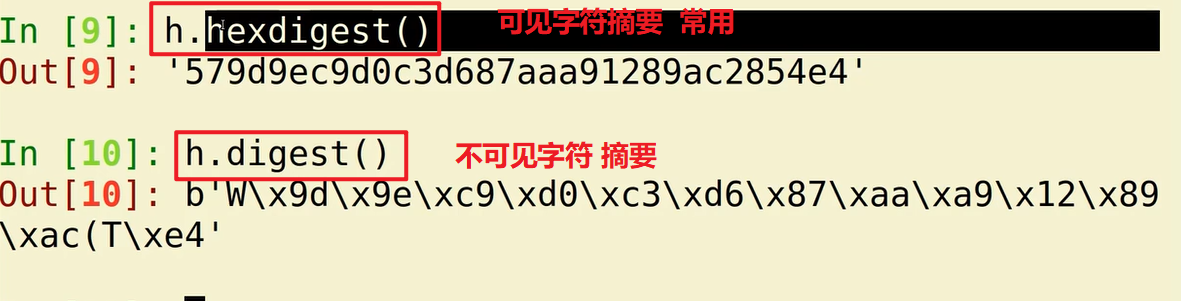 In [9]: h.hexdigest() 可见字符摘要 常用
Out[9]: '579d9ec9d0c3d687aaa91289ac2854e4'
In [10]: h.digest() 不可见字符 摘要
Out[10]: b'W\x9d\x9e\xc9\xd0\xc3\xd6\x87\xaa\xa9\x12\x89
\xac(T\xe4'